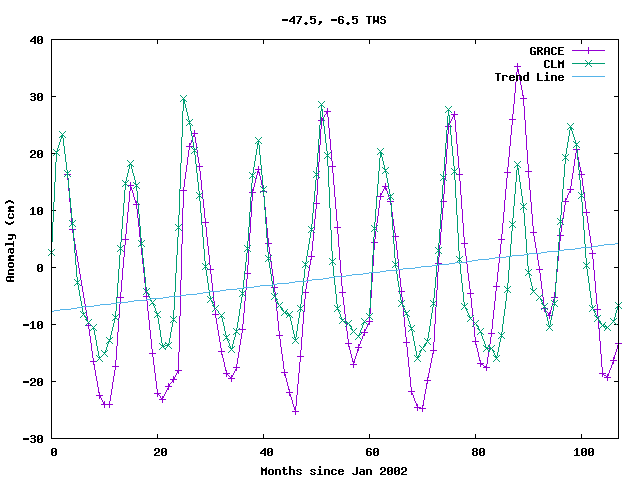 -47.5, -6.5 TWS
40
30
20
10
0
-10
-20
-30
Anomaly (cm)
GRACE
CLM
Trend Line
0 20 40 60 80 100
Months since Jan 2002